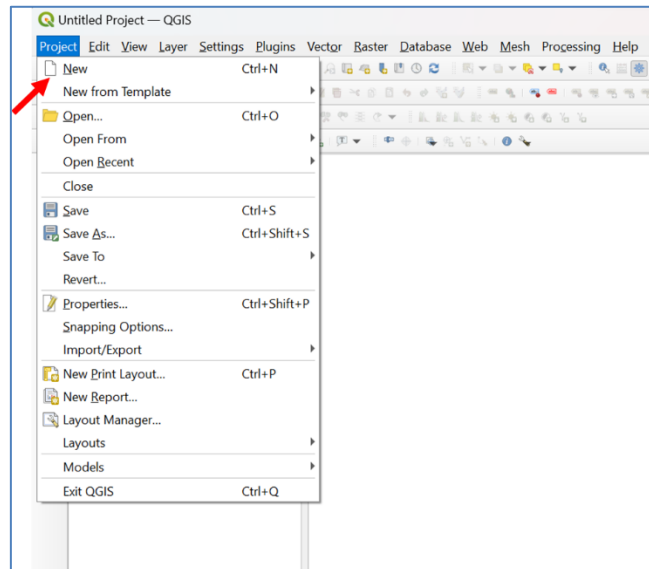 Untitled Project — QGIS
Project Edit View Layer Settings Plugins Vector Raster Database Web Mesh Processing Help
New Ctrl+N
New from Template
Open... Ctrl+O
Open From
Open Recent
Close
Save Ctrl+S
Save As... Ctrl+Shift+S
Save To
Revert...
Properties... Ctrl+Shift+P
Snapping Options...
Import/Export
New Print Layout... Ctrl+P
New Report...
Layout Manager...
Layouts
Models
Exit QGIS Ctrl+Q